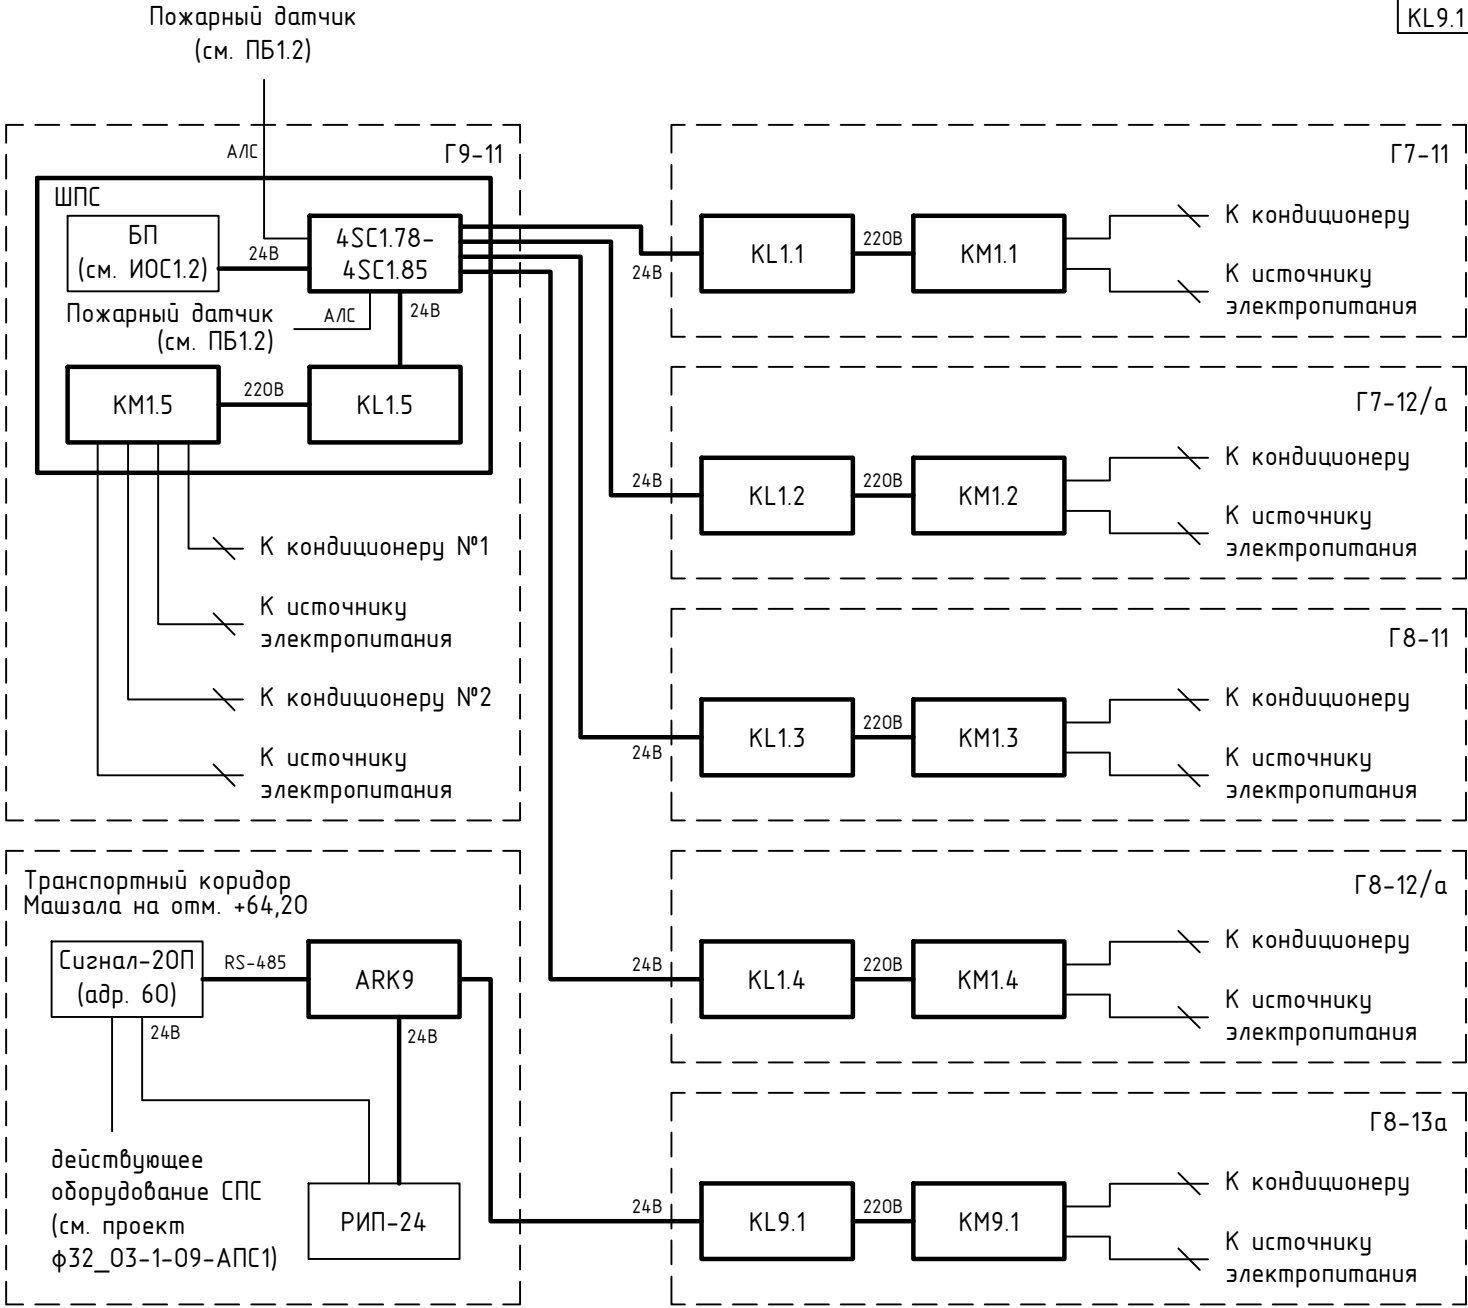 Пожарный датчик
(см. ПБ1.2)
KL9.1
АЛС
Г9-11
ШПС
БП
(см. ИОС1.2)
24В
4SC1.78-
4SC1.85
Пожарный датчик
(см. ПБ1.2)
АЛС
24В
KM1.5
220В
KL1.5
К кондиционеру №1
К источнику
электропитания
К кондиционеру №2
К источнику
электропитания
Г7-11
24В
KL1.1
220В
KM1.1
К кондиционеру
К источнику
электропитания
Г7-12/а
24В
KL1.2
220В
KM1.2
К кондиционеру
К источнику
электропитания
Г8-11
24В
KL1.3
220В
KM1.3
К кондиционеру
К источнику
электропитания
Г8-12/а
24В
KL1.4
220В
KM1.4
К кондиционеру
К источнику
электропитания
Транспортный коридор
Машзала на отм. +64,20
Сигнал-20П
(адр. 60)
RS-485
ARK9
24В
24В
действующее
оборудование СПС
(см. проект
ф32_03-1-09-АПС1)
РИП-24
Г8-13а
24В
KL9.1
220В
KM9.1
К кондиционеру
К источнику
электропитания